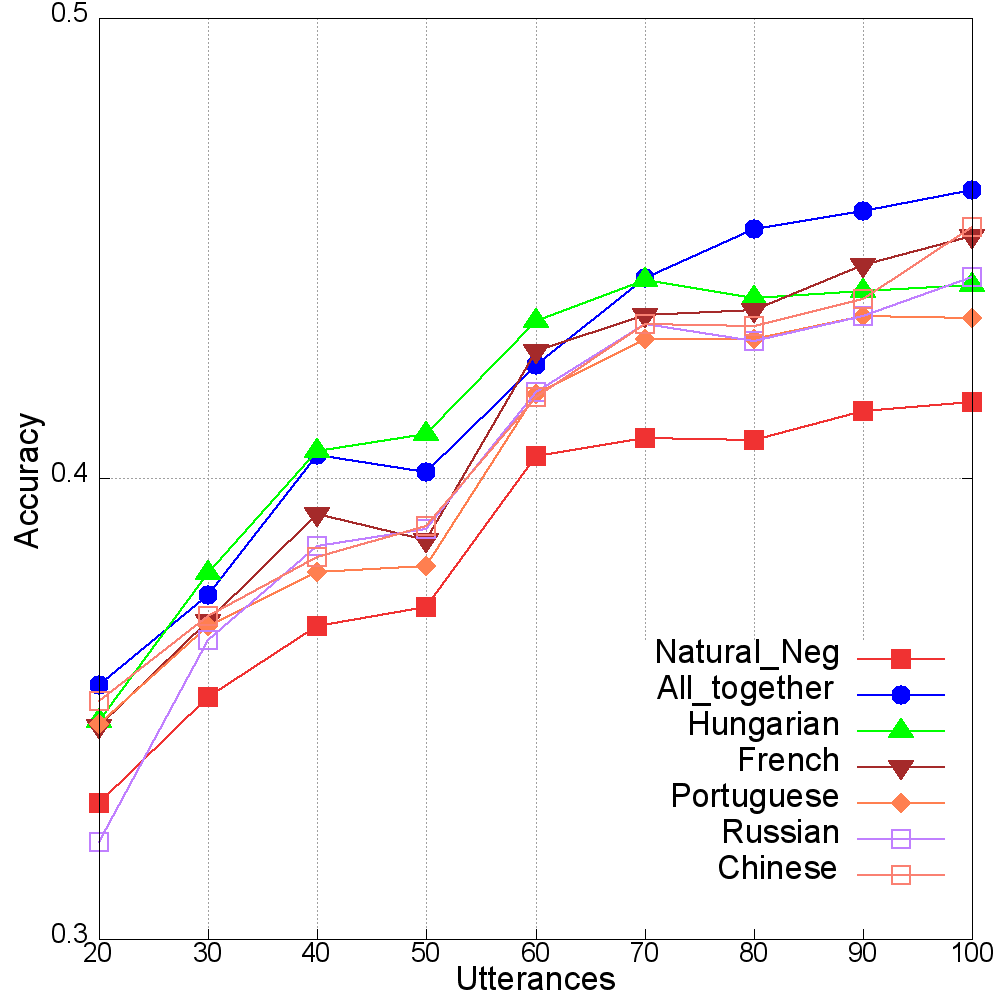 0.5
0.4
0.3
Accuracy
Natural_Neg
All_together
Hungarian
French
Portuguese
Russian
Chinese
20 30 40 50 60 70 80 90 100
Utterances